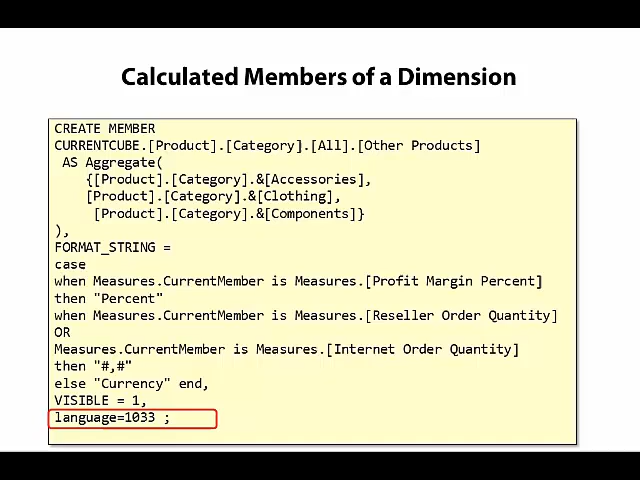 Calculated Members of a Dimension
CREATE MEMBER
CURRENTCUBE.[Product].[Category].[All].[Other Products]
AS Aggregate(
{[Product].[Category].&[Accessories],
[Product].[Category].&[Clothing],
[Product].[Category].&[Components]}
),
FORMAT_STRING =
case
when Measures.CurrentMember is Measures.[Profit Margin Percent]
then "Percent"
when Measures.CurrentMember is Measures.[Reseller Order Quantity]
OR
Measures.CurrentMember is Measures.[Internet Order Quantity]
then "#,#"
else "Currency" end,
VISIBLE = 1,
language=1033 ;